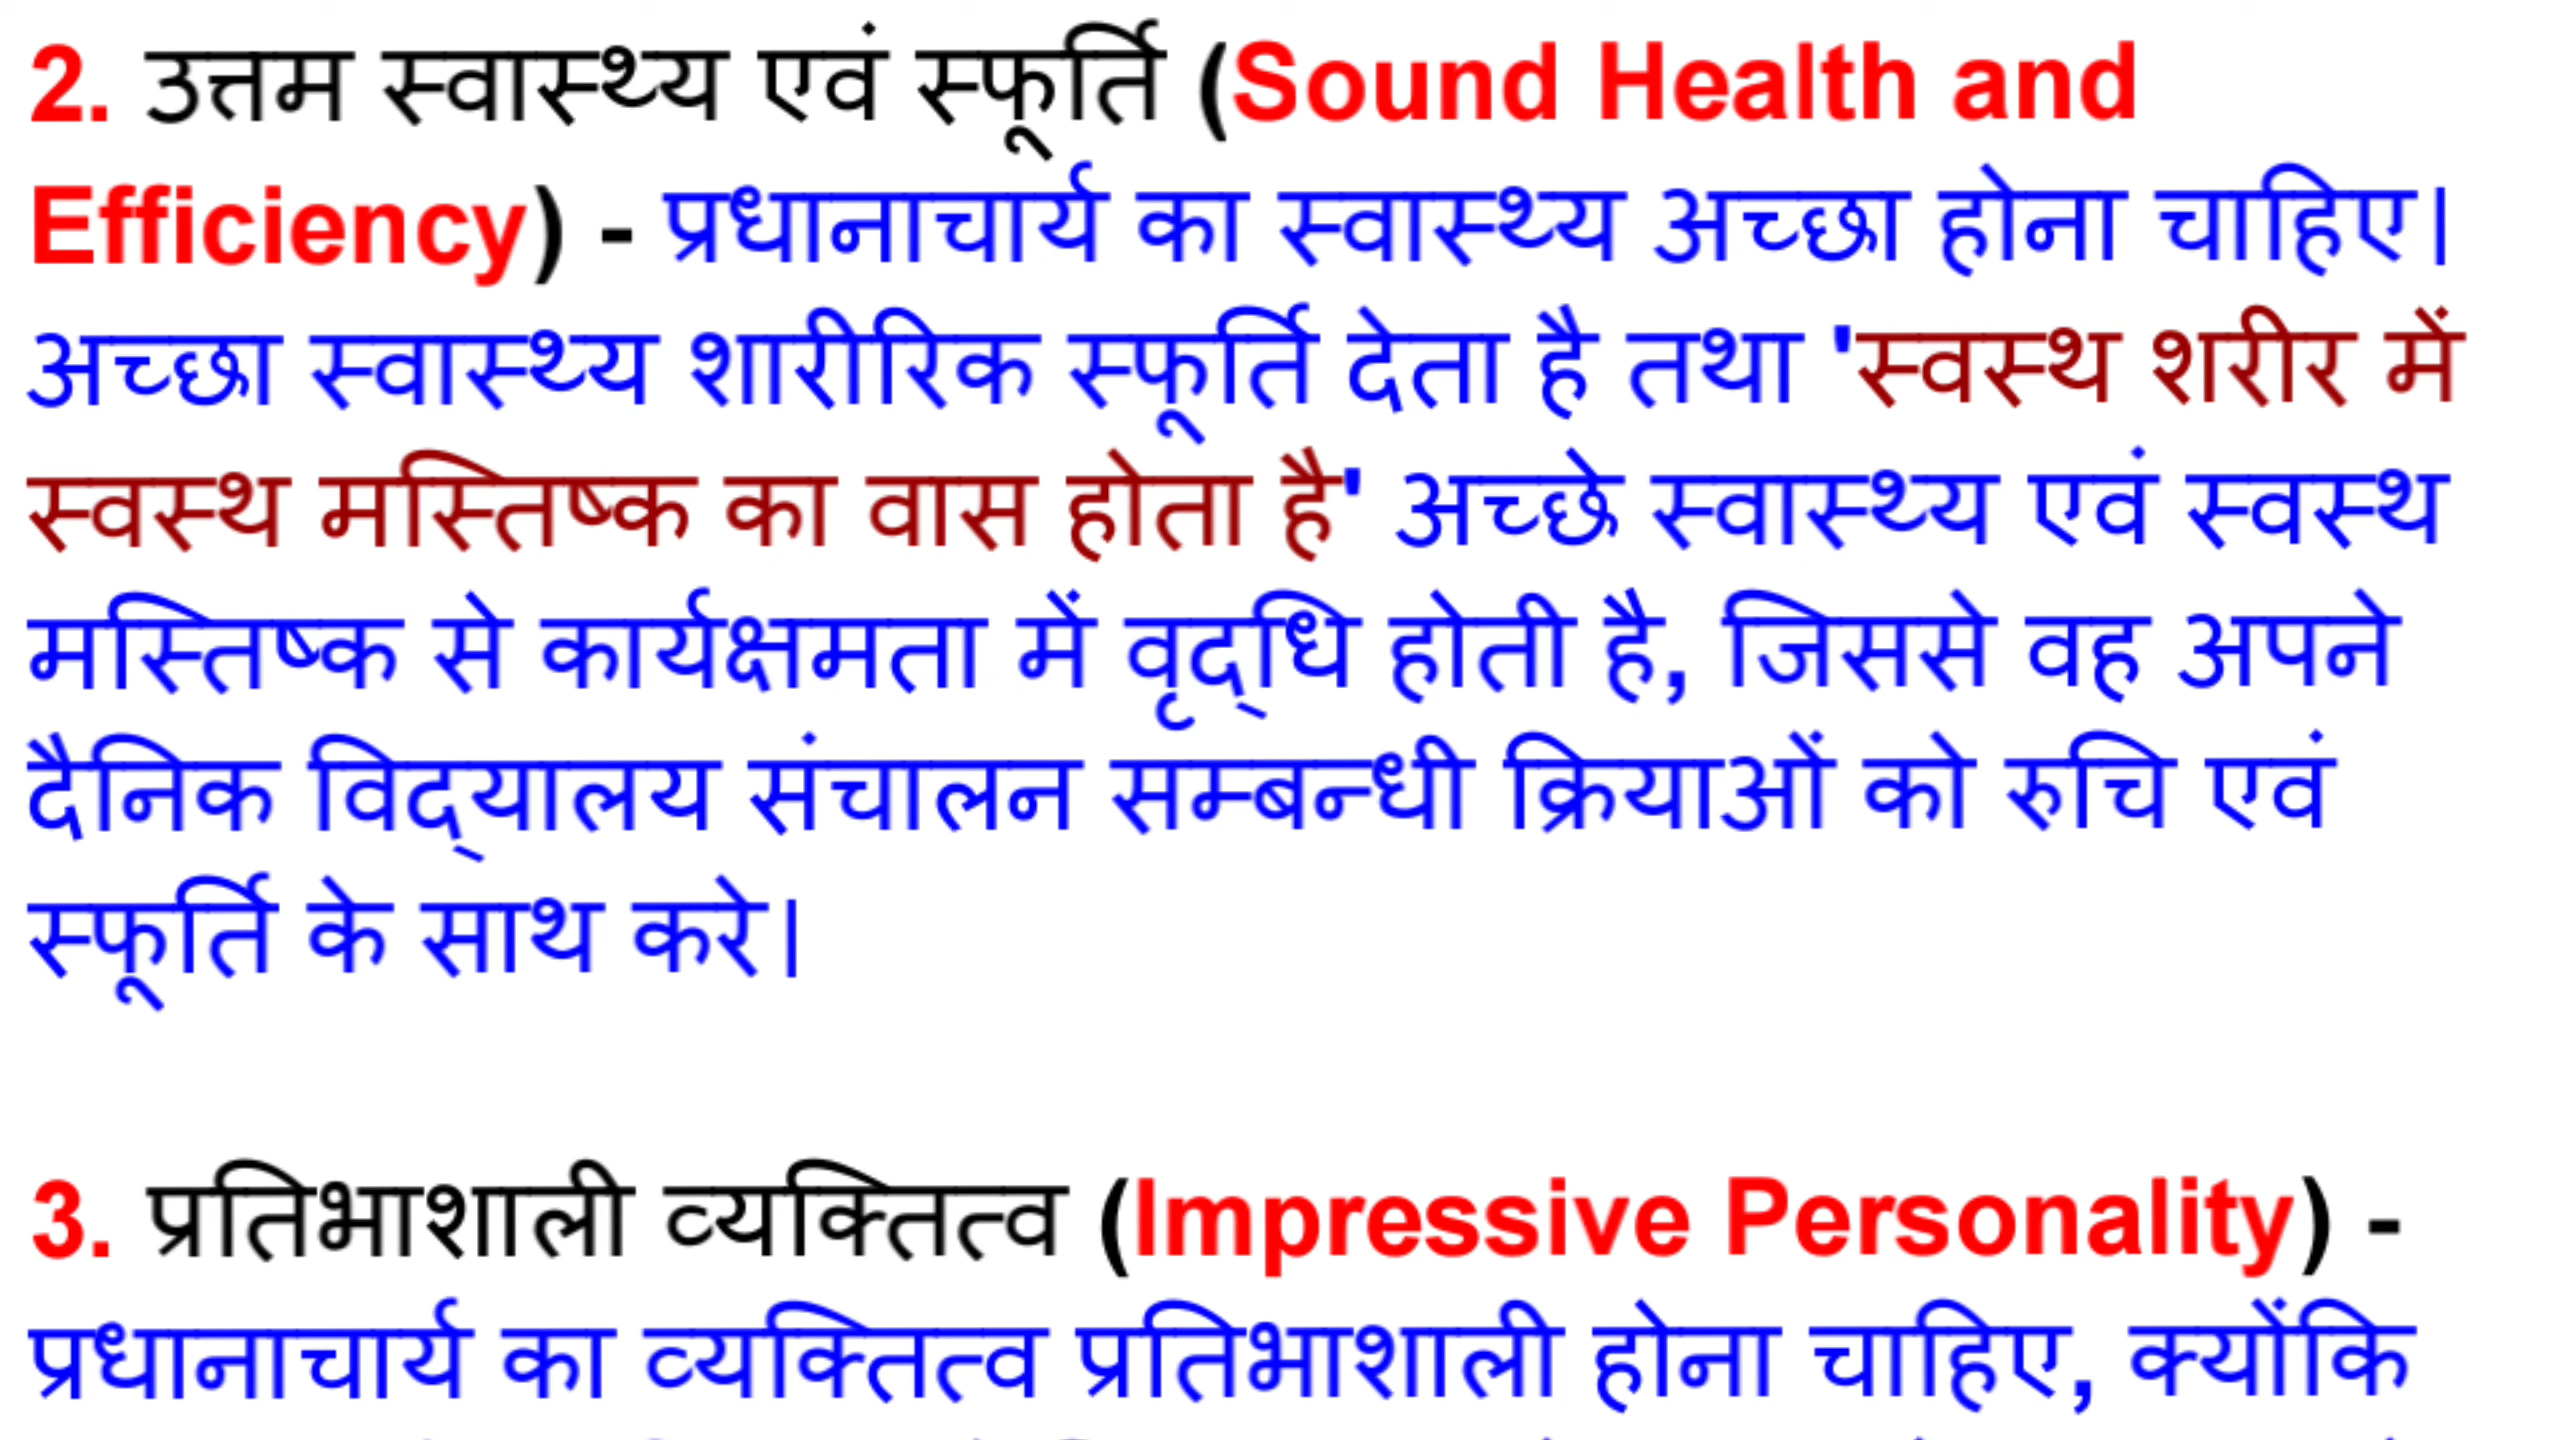 2. उत्तम स्वास्थ्य एवं स्फूर्ति (Sound Health and
Efficiency) - प्रधानाचार्य का स्वास्थ्य अच्छा होना चाहिए।
अच्छा स्वास्थ्य शारीरिक स्फूर्ति देता है तथा 'स्वस्थ शरीर में
स्वस्थ मस्तिष्क का वास होता है' अच्छे स्वास्थ्य एवं स्वस्थ
मस्तिष्क से कार्यक्षमता में वृद्धि होती है, जिससे वह अपने
दैनिक विद्यालय संचालन सम्बन्धी क्रियाओं को रुचि एवं
स्फूर्ति के साथ करे।
3. प्रतिभाशाली व्यक्तित्व (Impressive Personality) -
प्रधानाचार्य का व्यक्तित्व प्रतिभाशाली होना चाहिए, क्योंकि